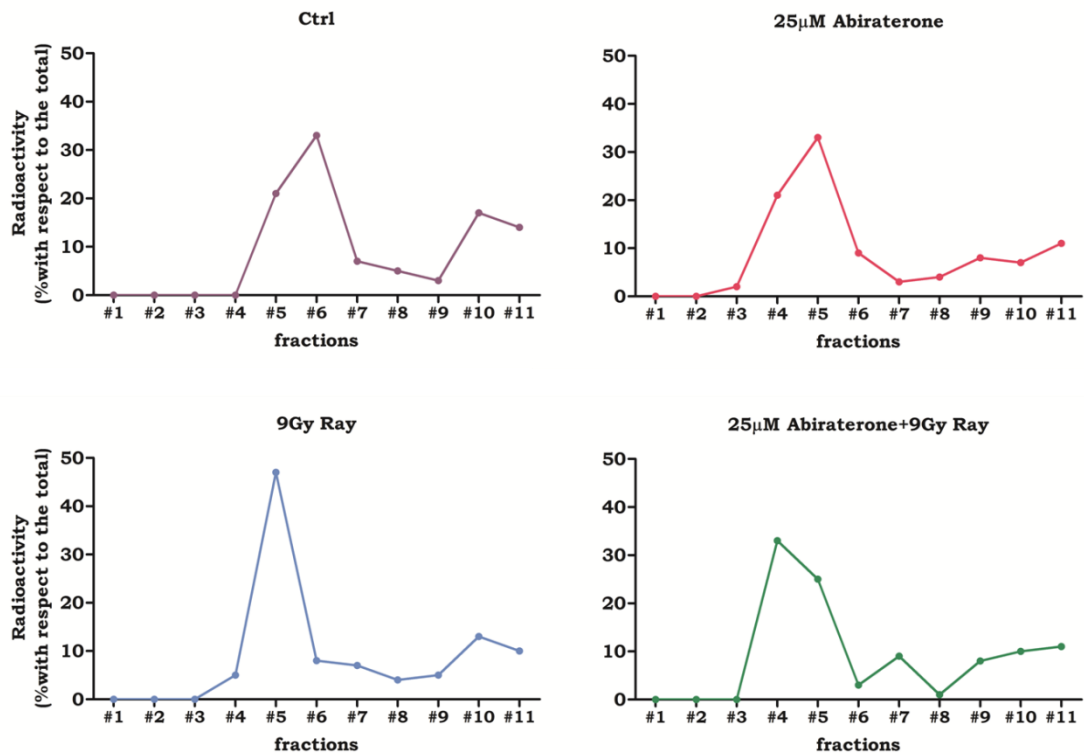 Ctrl
Radioactivity
(%with respect to the total)
50
40
30
20
10
0
#1 #2 #3 #4 #5 #6 #7 #8 #9 #10 #11
fractions
25μM Abiraterone
50
40
30
20
10
0
#1 #2 #3 #4 #5 #6 #7 #8 #9 #10 #11
fractions
9Gy Ray
Radioactivity
(%with respect to the total)
50
40
30
20
10
0
#1 #2 #3 #4 #5 #6 #7 #8 #9 #10 #11
fractions
25μM Abiraterone+9Gy Ray
50
40
30
20
10
0
#1 #2 #3 #4 #5 #6 #7 #8 #9 #10 #11
fractions